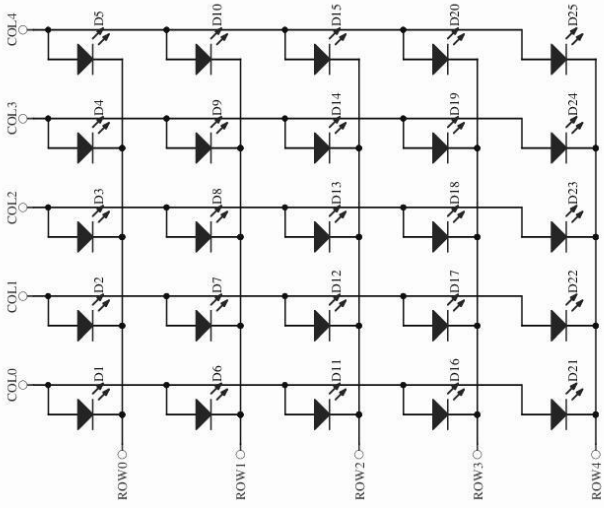 COL0 COL1 COL2 COL3 COL4
D1 D2 D3 D4 D5
ROW0
D6 D7 D8 D9 D10
ROW1
D11 D12 D13 D14 D15
ROW2
D16 D17 D18 D19 D20
ROW3
D21 D22 D23 D24 D25
ROW4